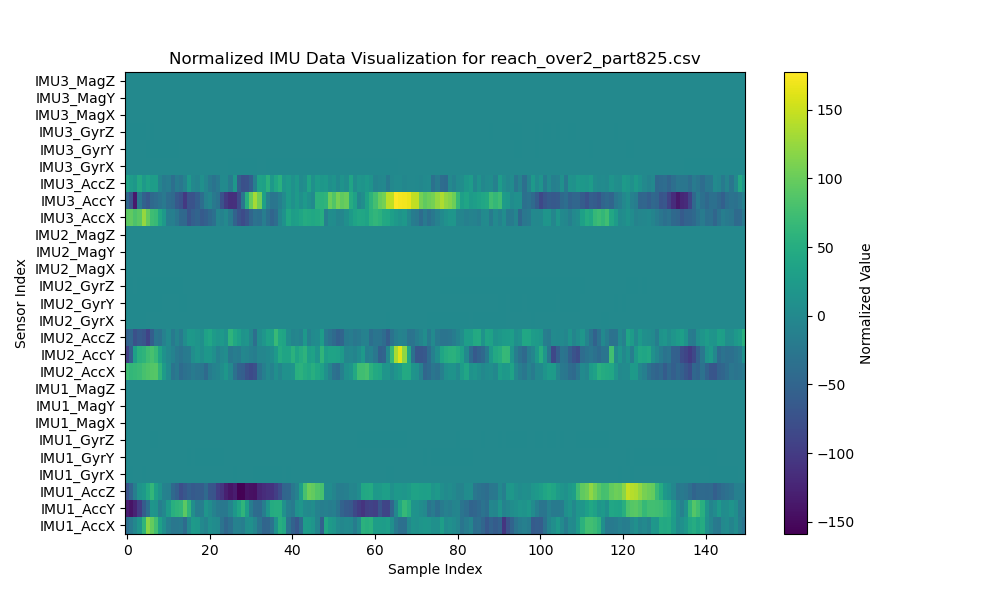 Normalized IMU Data Visualization for reach_over2_part825.csv
IMU3_MagZ
IMU3_MagY
IMU3_MagX
IMU3_GyrZ
IMU3_GyrY
IMU3_GyrX
IMU3_AccZ
IMU3_AccY
IMU3_AccX
IMU2_MagZ
IMU2_MagY
IMU2_MagX
IMU2_GyrZ
IMU2_GyrY
IMU2_GyrX
IMU2_AccZ
IMU2_AccY
IMU2_AccX
IMU1_MagZ
IMU1_MagY
IMU1_MagX
IMU1_GyrZ
IMU1_GyrY
IMU1_GyrX
IMU1_AccZ
IMU1_AccY
IMU1_AccX
Sensor Index
0 20 40 60 80 100 120 140
Sample Index
150
100
50
0
−50
−100
−150
Normalized Value